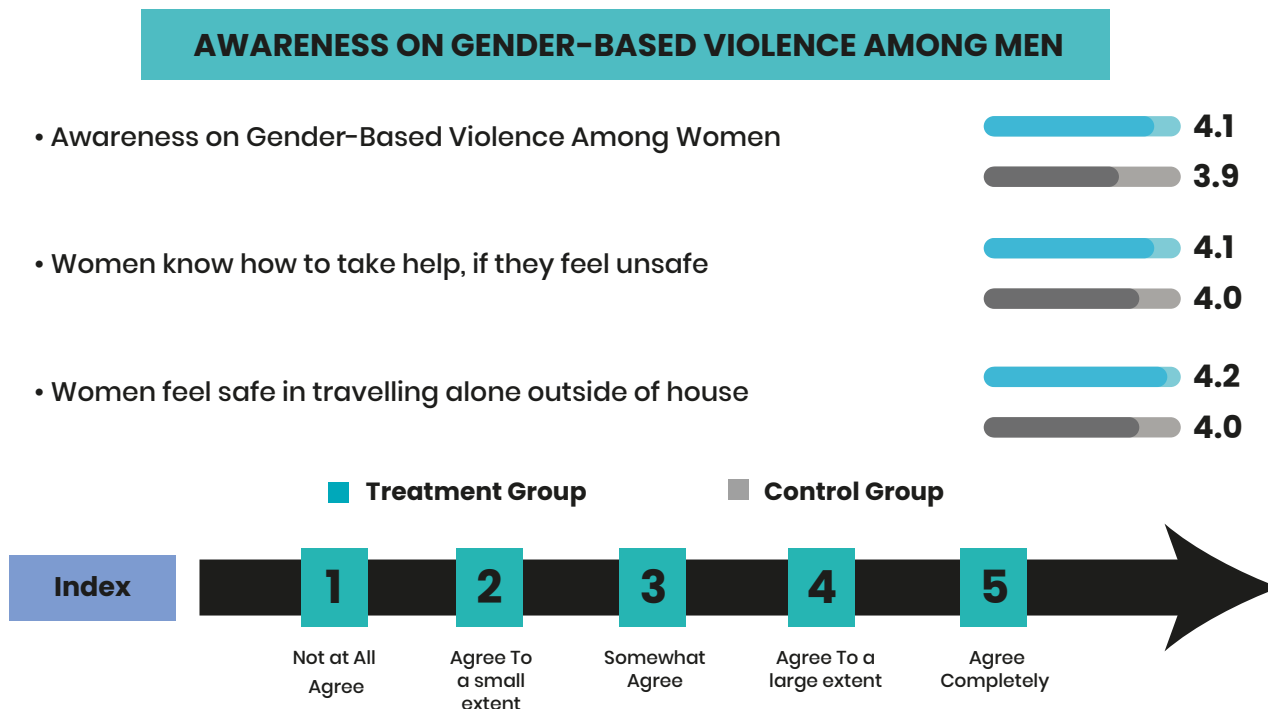 AWARENESS ON GENDER-BASED VIOLENCE AMONG MEN
• Awareness on Gender-Based Violence Among Women
4.1
3.9
• Women know how to take help, if they feel unsafe
4.1
4.0
• Women feel safe in travelling alone outside of house
4.2
4.0
Treatment Group
Control Group
Index
1
2
3
4
5
Not at All
Agree
Agree To
a small
extent
Somewhat
Agree
Agree To a
large extent
Agree
Completely